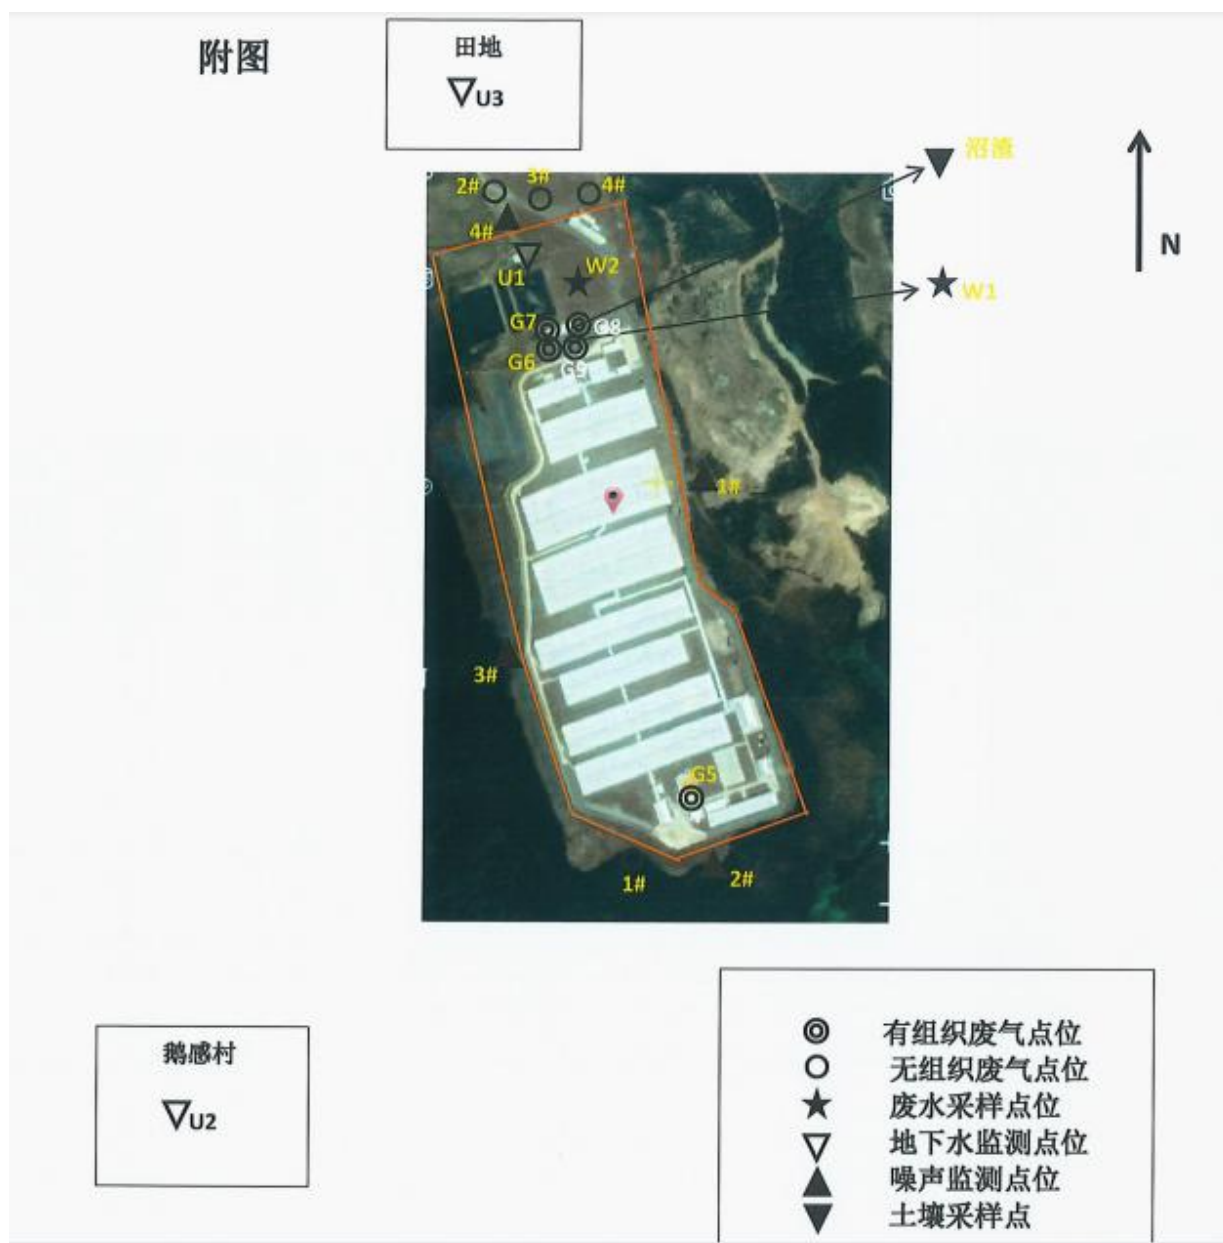 附图
田地
U3
沼渣
2#
3#
4#
4#
N
U1
W2
W1
G7
G8
G6
G9
1#
3#
G5
1#
2#
鹅感村
U2
有组织废气点位
无组织废气点位
废水采样点位
地下水监测点位
噪声监测点位
土壤采样点